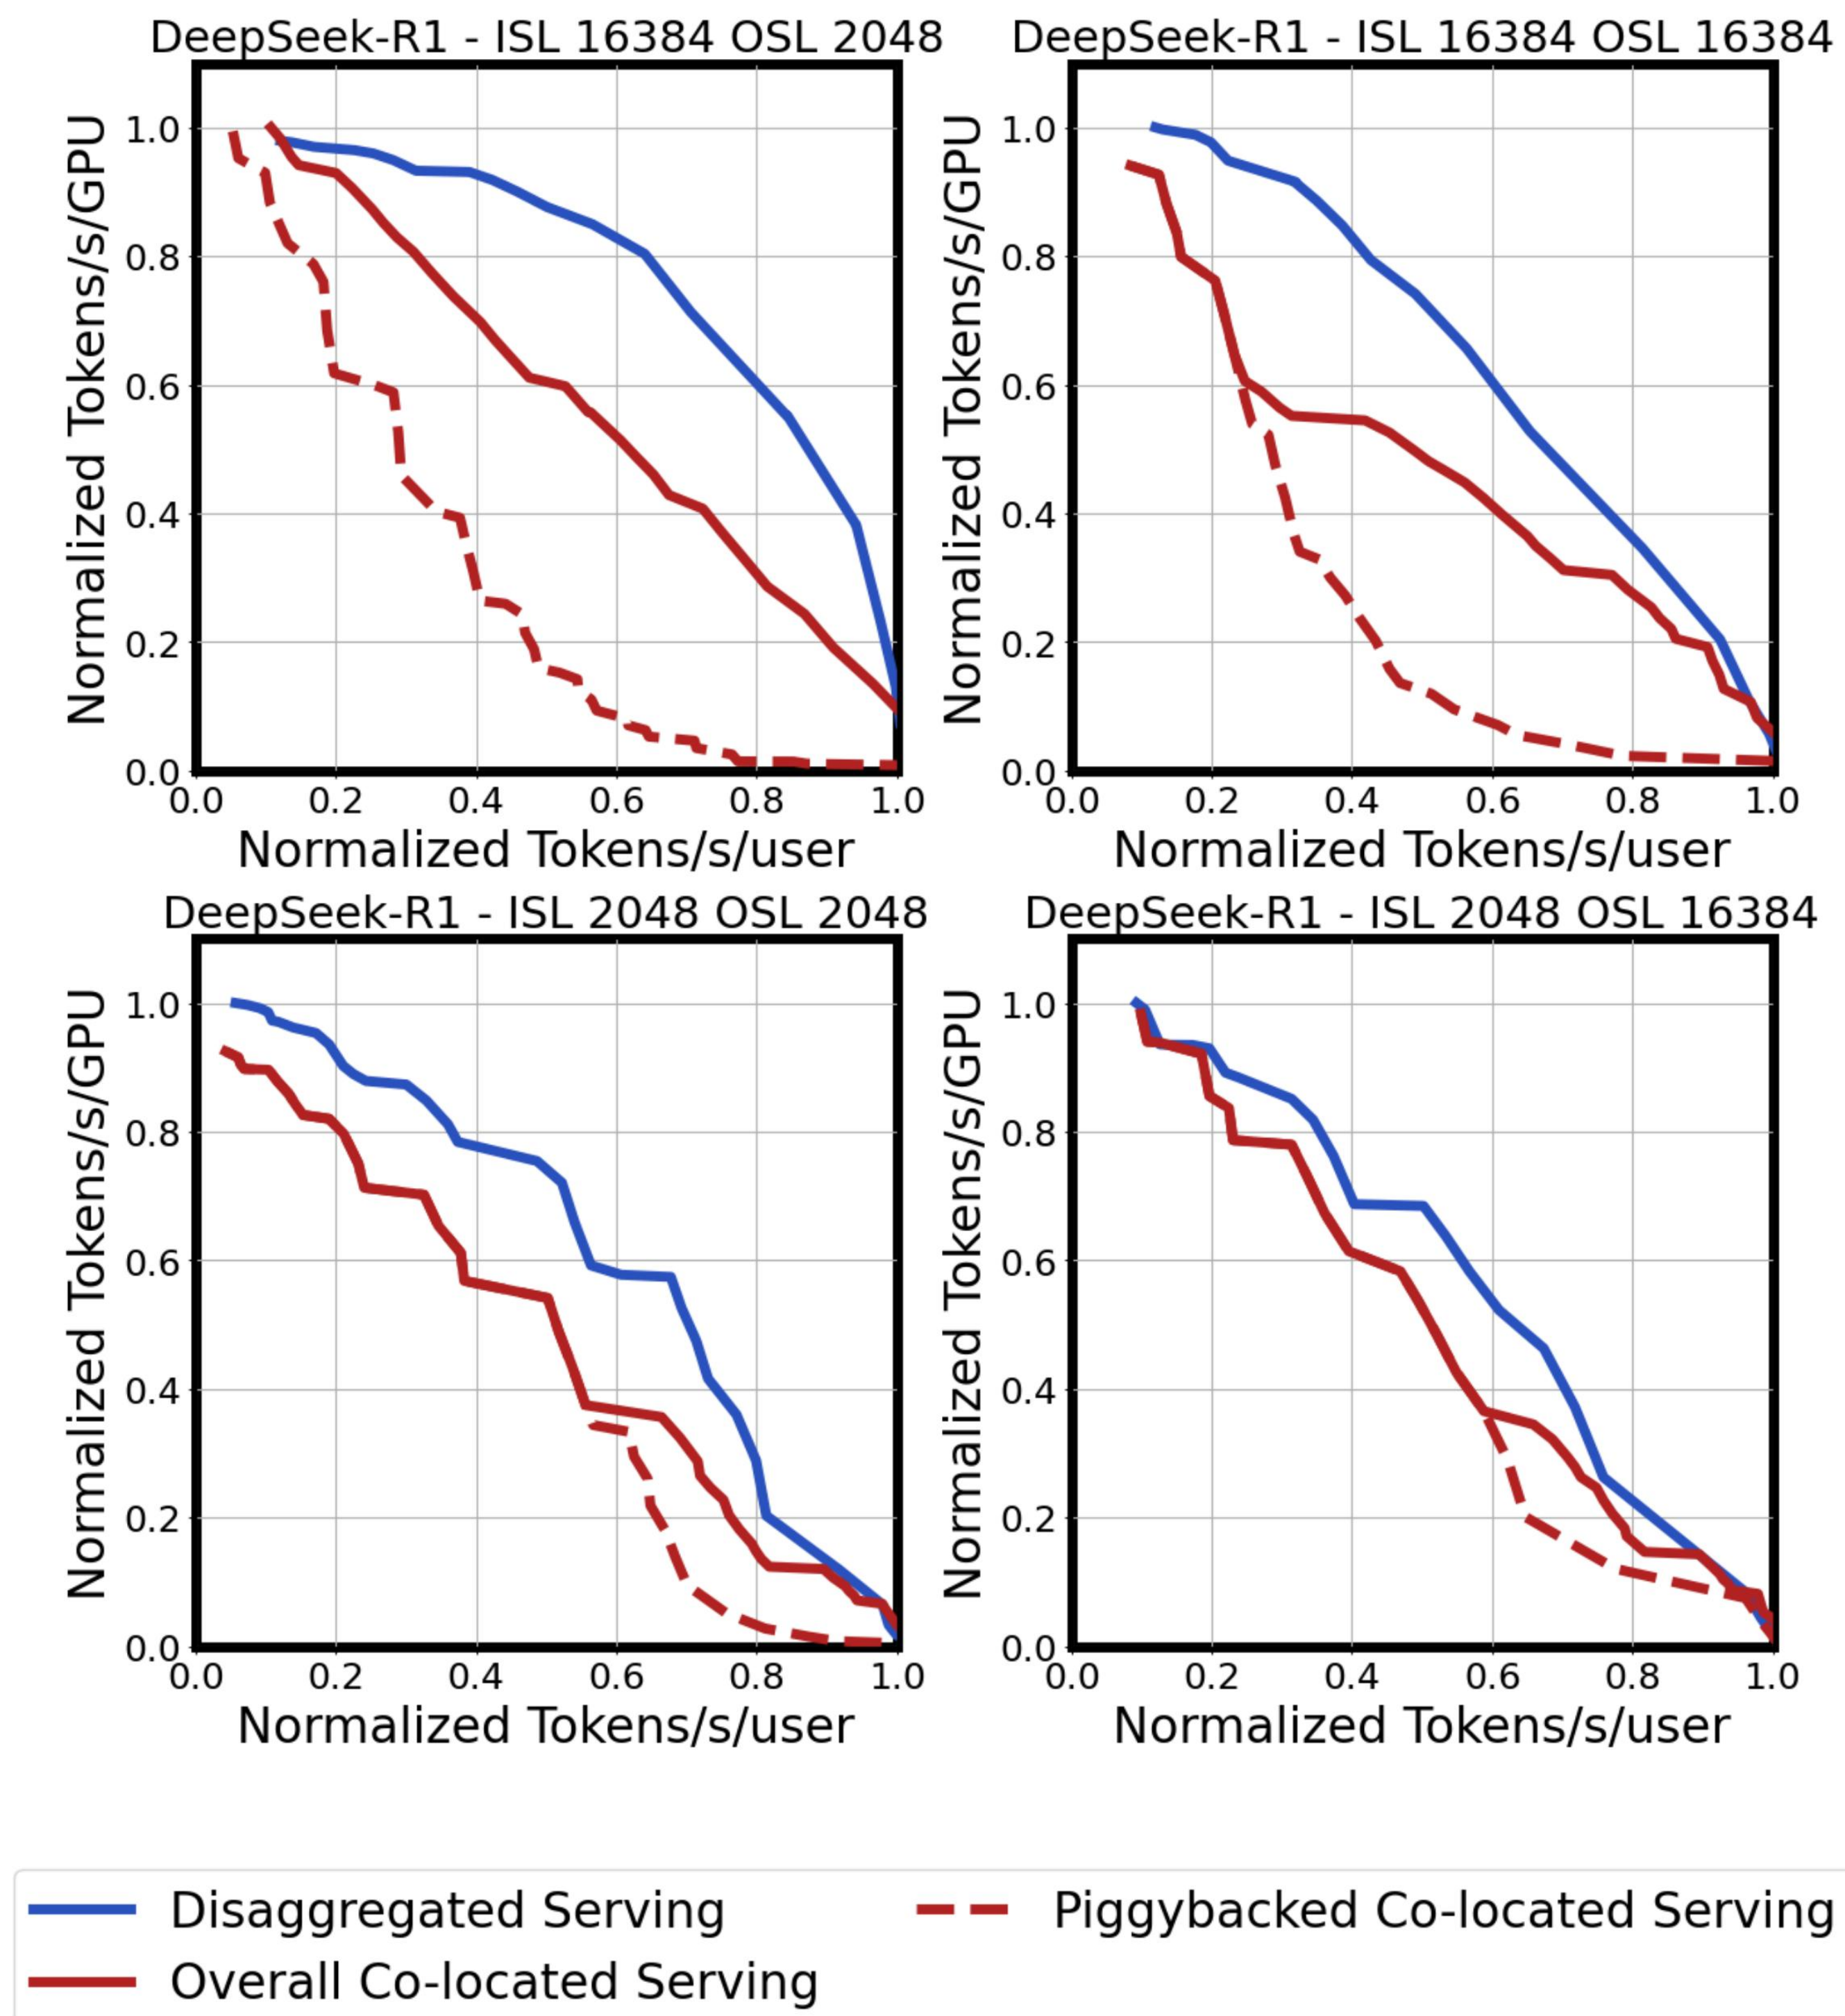 DeepSeek-R1 - ISL 16384 OSL 2048
Normalized Tokens/s/GPU
1.0
0.8
0.6
0.4
0.2
0.0
0.0 0.2 0.4 0.6 0.8 1.0
Normalized Tokens/s/user
DeepSeek-R1 - ISL 16384 OSL 16384
Normalized Tokens/s/GPU
1.0
0.8
0.6
0.4
0.2
0.0
0.0 0.2 0.4 0.6 0.8 1.0
Normalized Tokens/s/user
DeepSeek-R1 - ISL 2048 OSL 2048
Normalized Tokens/s/GPU
1.0
0.8
0.6
0.4
0.2
0.0
0.0 0.2 0.4 0.6 0.8 1.0
Normalized Tokens/s/user
DeepSeek-R1 - ISL 2048 OSL 16384
Normalized Tokens/s/GPU
1.0
0.8
0.6
0.4
0.2
0.0
0.0 0.2 0.4 0.6 0.8 1.0
Normalized Tokens/s/user
Disaggregated Serving
Overall Co-located Serving
Piggybacked Co-located Serving